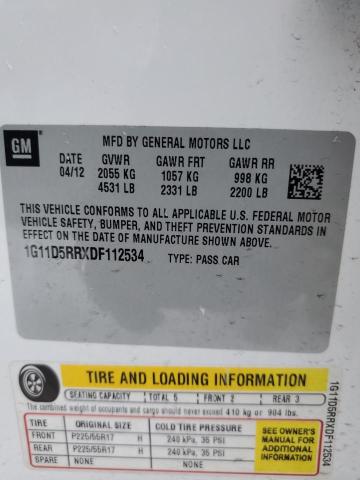 GM
MFD BY GENERAL MOTORS LLC
DATE GVWR GAWR FRT GAWR RR
04/12 2055 KG 1057 KG 998 KG
4531 LB 2331 LB 2200 LB
THIS VEHICLE CONFORMS TO ALL APPLICABLE U.S. FEDERAL MOTOR
VEHICLE SAFETY, BUMPER, AND THEFT PREVENTION STANDARDS IN
EFFECT ON THE DATE OF MANUFACTURE SHOWN ABOVE.
1G11D5RRXDF112534 TYPE: PASS CAR
TIRE AND LOADING INFORMATION
SEATING CAPACITY TOTAL 5 FRONT 2 REAR 3
The combined weight of occupants and cargo should never exceed 410 kg or 904 lbs.
TIRE ORIGINAL SIZE COLD TIRE PRESSURE
FRONT P225/55R17 H 240 kPa, 35 PSI
REAR P225/55R17 H 240 kPa, 35 PSI
SPARE NONE NONE
SEE OWNER'S
MANUAL FOR
ADDITIONAL
INFORMATION
1G11D5RRXDF112534